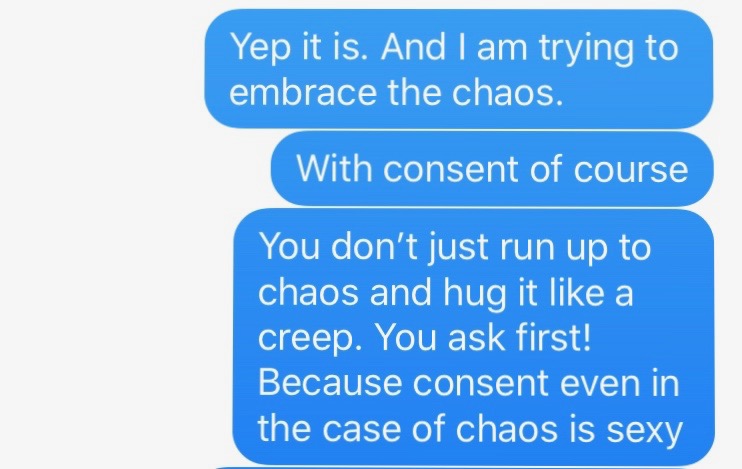 Yep it is. And I am trying to
embrace the chaos.
With consent of course
You don’t just run up to
chaos and hug it like a
creep. You ask first!
Because consent even in
the case of chaos is sexy